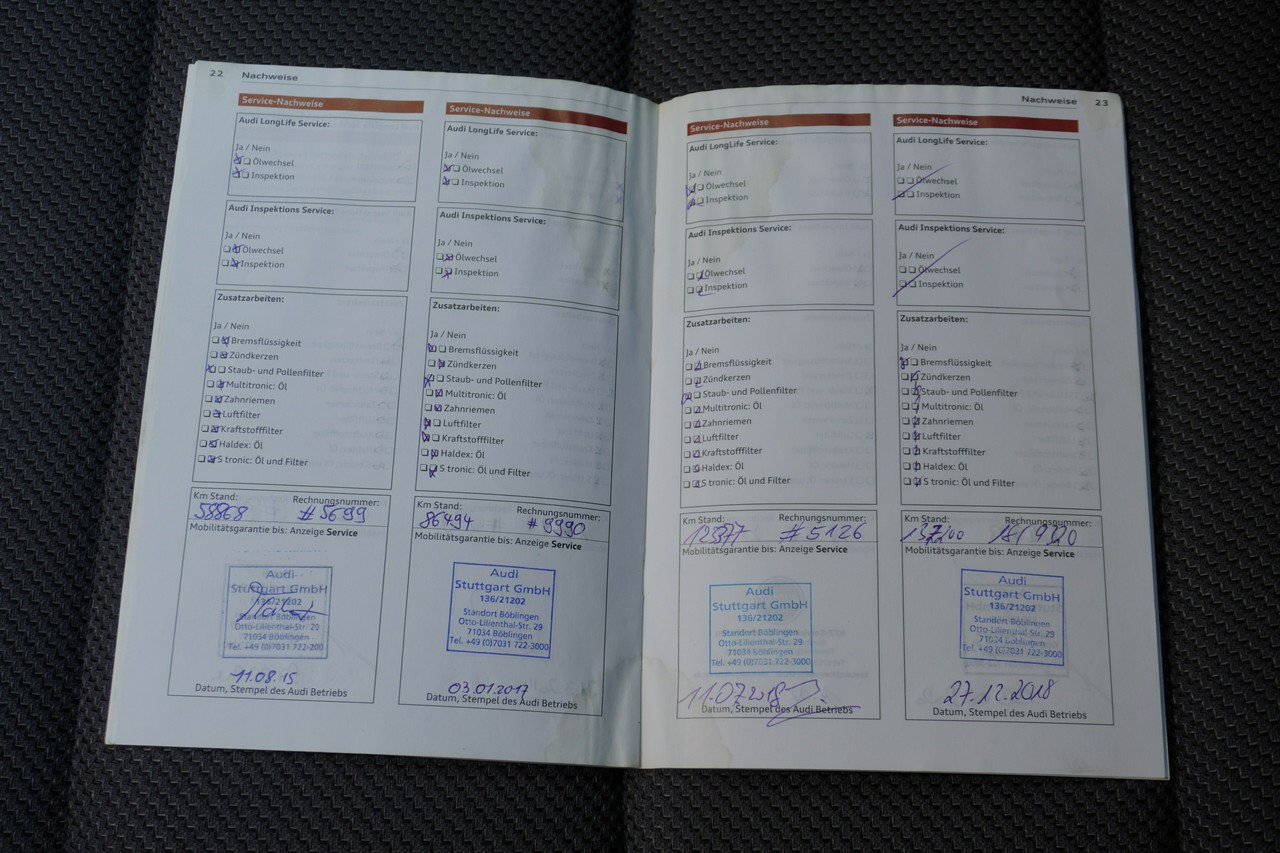 22 Nachweise
Service-Nachweise
Audi LongLife Service:
Ja / Nein
Ölwechsel
Inspektion
Audi Inspektions Service:
Ja / Nein
Ölwechsel
Inspektion
Zusatzarbeiten:
Ja / Nein
Bremsflüssigkeit
Zündkerzen
Staub- und Pollenfilter
Multitronic: Öl
Zahnriemen
Luftfilter
Kraftstofffilter
Haldex: Öl
S tronic: Öl und Filter
Km Stand: Rechnungsnummer:
58868 #5699
Mobilitätsgarantie bis: Anzeige Service
Audi
Stuttgart GmbH
136/21202
Standort Böblingen
Otto-Lilienthal-Str. 29
71034 Böblingen
Tel. +49 (0)7031 722-200
11.08.15
Datum, Stempel des Audi Betriebs
Service-Nachweise
Audi LongLife Service:
Ja / Nein
Ölwechsel
Inspektion
Audi Inspektions Service:
Ja / Nein
Ölwechsel
Inspektion
Zusatzarbeiten:
Ja / Nein
Bremsflüssigkeit
Zündkerzen
Staub- und Pollenfilter
Multitronic: Öl
Zahnriemen
Luftfilter
Kraftstofffilter
Haldex: Öl
S tronic: Öl und Filter
Km Stand: Rechnungsnummer:
86494 #9990
Mobilitätsgarantie bis: Anzeige Service
Audi
Stuttgart GmbH
136/21202
Standort Böblingen
Otto-Lilienthal-Str. 29
71034 Böblingen
Tel. +49 (0)7031 722-3000
03.01.2017
Datum, Stempel des Audi Betriebs
Nachweise 23
Service-Nachweise
Audi LongLife Service:
Ja / Nein
Ölwechsel
Inspektion
Audi Inspektions Service:
Ja / Nein
Ölwechsel
Inspektion
Zusatzarbeiten:
Ja / Nein
Bremsflüssigkeit
Zündkerzen
Staub- und Pollenfilter
Multitronic: Öl
Zahnriemen
Luftfilter
Kraftstofffilter
Haldex: Öl
S tronic: Öl und Filter
Km Stand: Rechnungsnummer:
#5126
Mobilitätsgarantie bis: Anzeige Service
Audi
Stuttgart GmbH
136/21202
Standort Böblingen
Otto-Lilienthal-Str. 29
71034 Böblingen
Tel. +49 (0)7031 722-3000
11.07.2018
Datum, Stempel des Audi Betriebs
Service-Nachweise
Audi LongLife Service:
Ja / Nein
Ölwechsel
Inspektion
Audi Inspektions Service:
Ja / Nein
Ölwechsel
Inspektion
Zusatzarbeiten:
Ja / Nein
Bremsflüssigkeit
Zündkerzen
Staub- und Pollenfilter
Multitronic: Öl
Zahnriemen
Luftfilter
Kraftstofffilter
Haldex: Öl
S tronic: Öl und Filter
Km Stand: Rechnungsnummer:
Mobilitätsgarantie bis: Anzeige Service
Audi
Stuttgart GmbH
136/21202
Standort Böblingen
Otto-Lilienthal-Str. 29
71034 Böblingen
Tel. +49 (0)7031 722-3000
27.12.2018
Datum, Stempel des Audi Betriebs